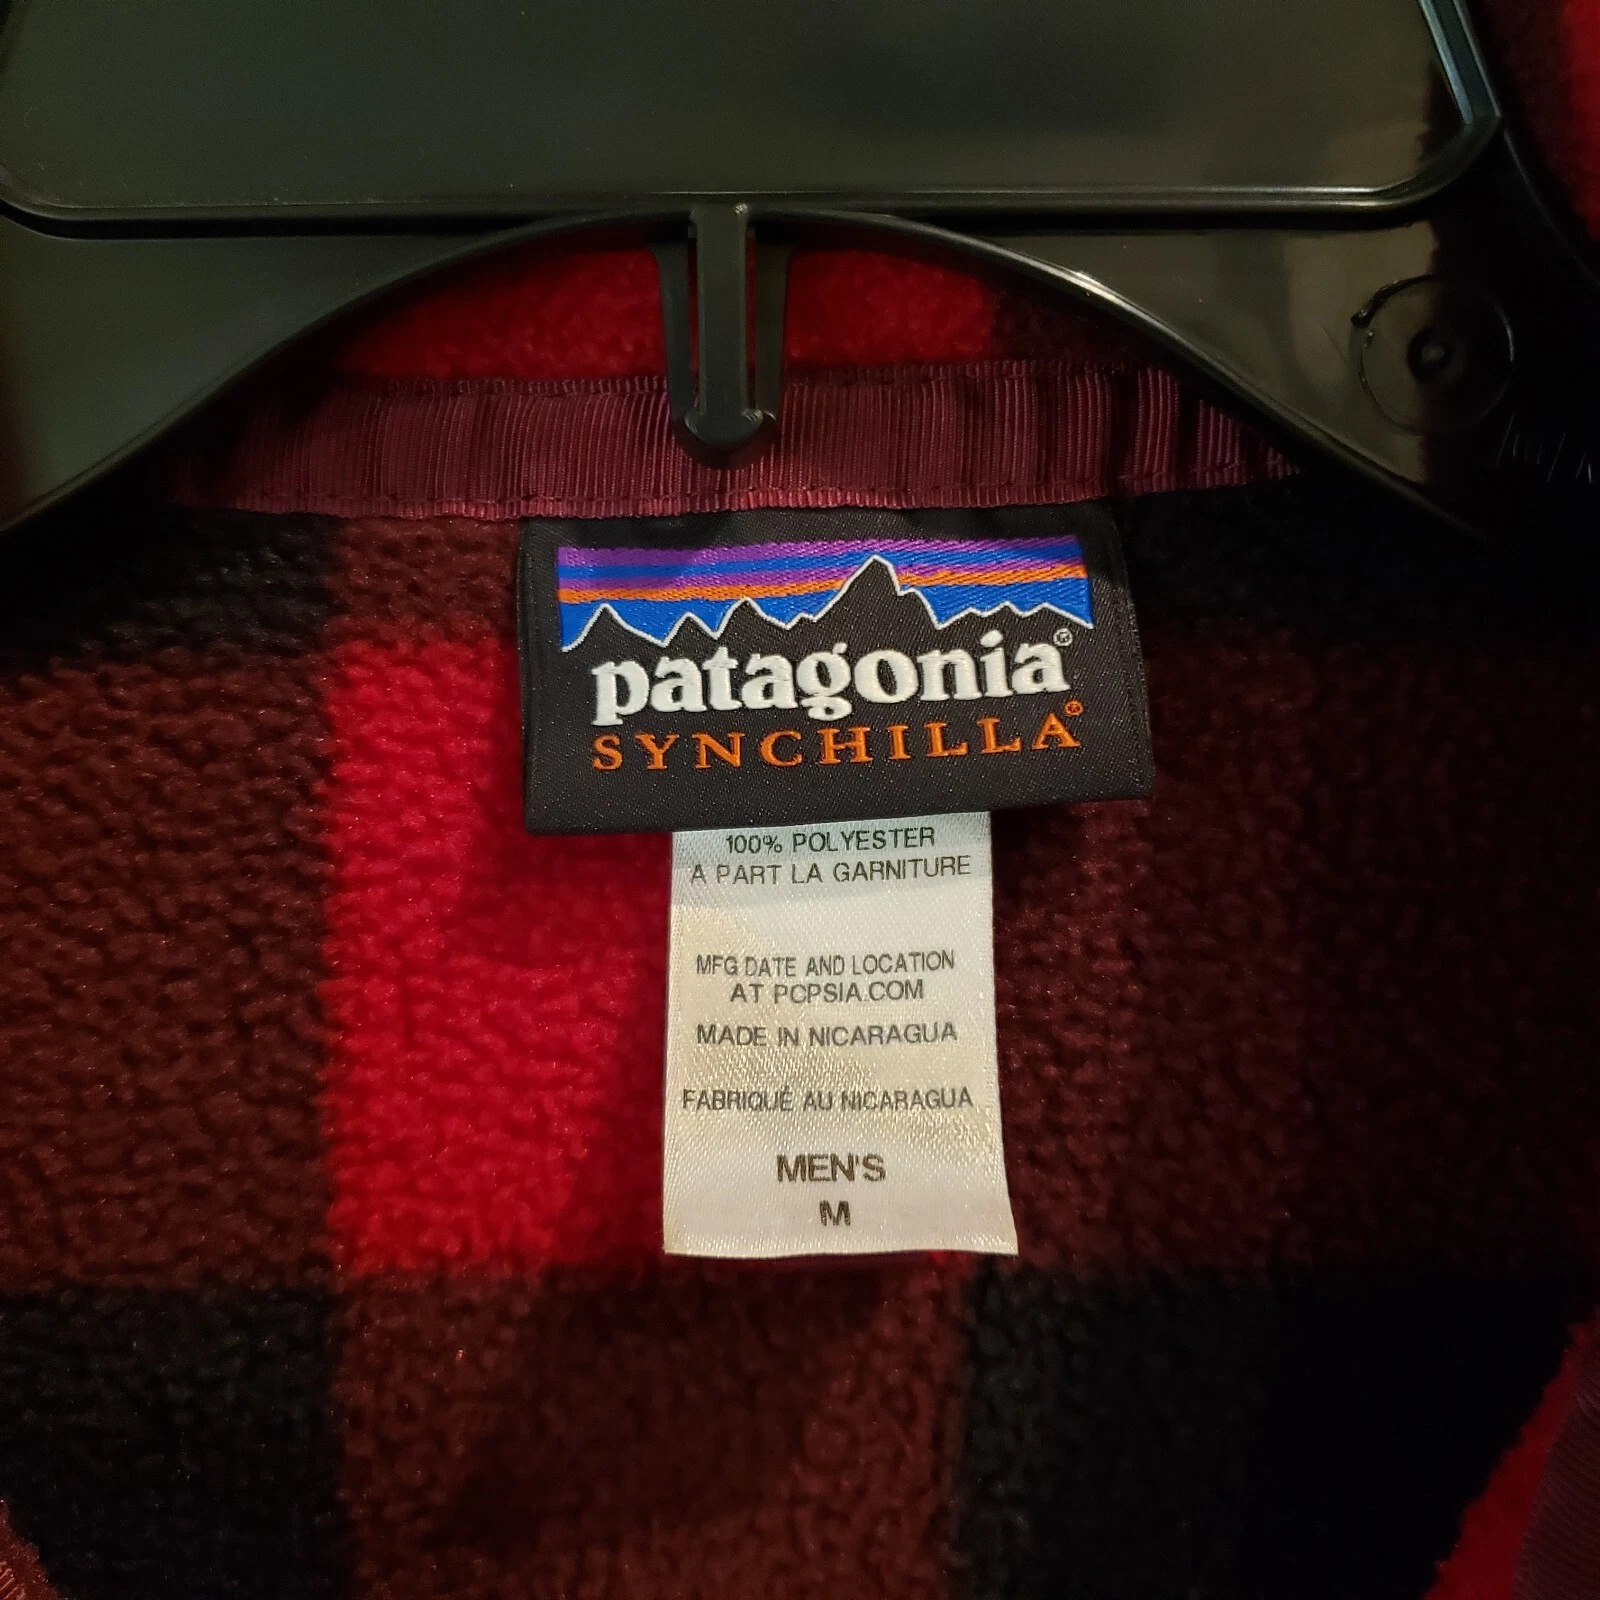 patagonia®
SYNCHILLA®
100% POLYESTER
A PART LA GARNITURE
MFG DATE AND LOCATION
AT PCPSIA.COM
MADE IN NICARAGUA
FABRIQUÉ AU NICARAGUA
MEN'S
M